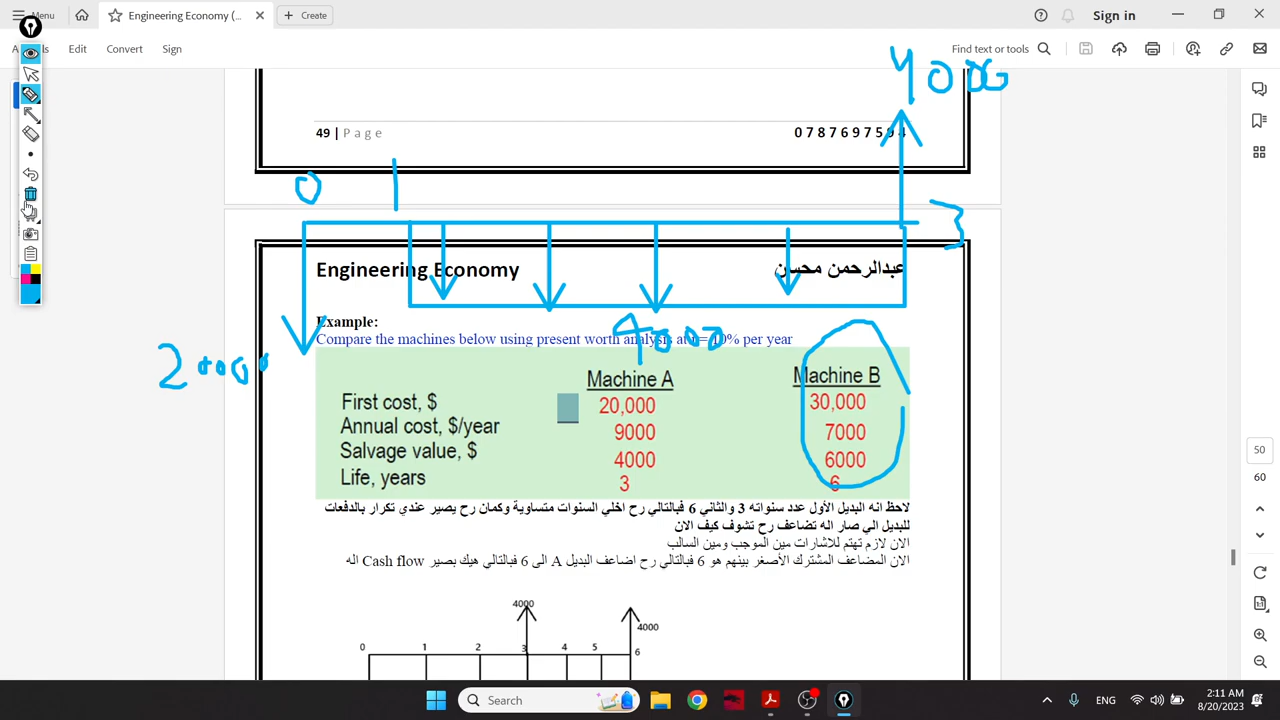 Menu
Engineering Economy (...
Create
Sign in
Edit
Convert
Sign
Find text or tools
4000
49 | Page
0787697594
0
1
3
Engineering Economy
عبدالرحمن محسن
Example:
Compare the machines below using present worth analysis at i = 10% per year
20000
9000
Machine A
Machine B
First cost, $
20,000
30,000
Annual cost, $/year
9000
7000
Salvage value, $
4000
6000
Life, years
3
6
لاحظ انه البديل الأول عدد سنواته 3 والثاني 6 فبالتالي رح اخلي السنوات متساوية وكمان رح يصير عندي تكرار بالدفعات
للبديل الي صار اله تضاعف رح تشوف كيف الان
الان لازم تهتم للاشارات مين الموجب ومين السالب
الان المضاعف المشترك الأصغر بينهم هو 6 فبالتالي رح اضاعف البديل A الى 6 فبالتالي هيك بصير Cash flow اله
4000
4000
0
1
2
3
4
5
6
50
60
Search
ENG
2:11 AM
8/20/2023